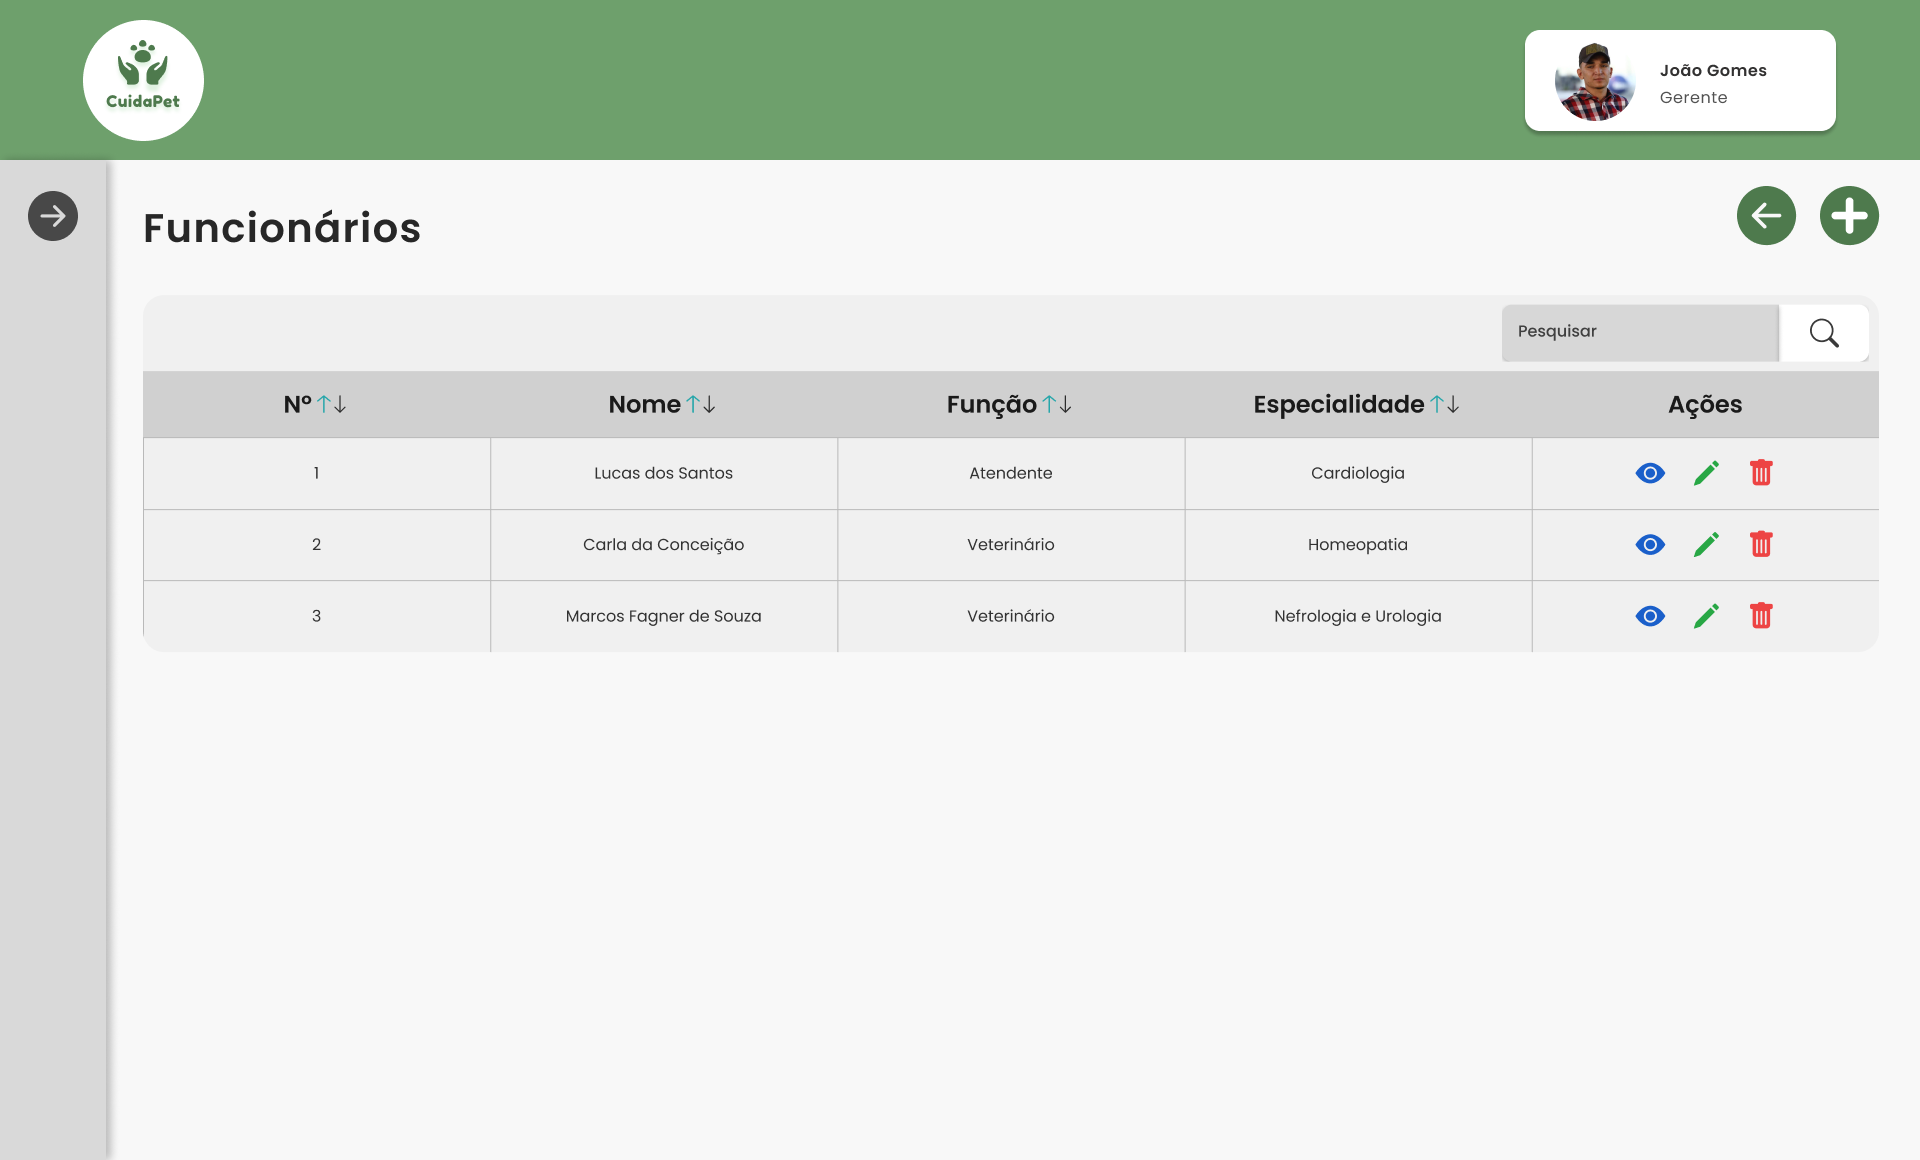 CuidaPet
João Gomes
Gerente
Funcionários
Pesquisar
Nº Nome Função Especialidade Ações
1 Lucas dos Santos Atendente Cardiologia
2 Carla da Conceição Veterinário Homeopatia
3 Marcos Fagner de Souza Veterinário Nefrologia e Urologia